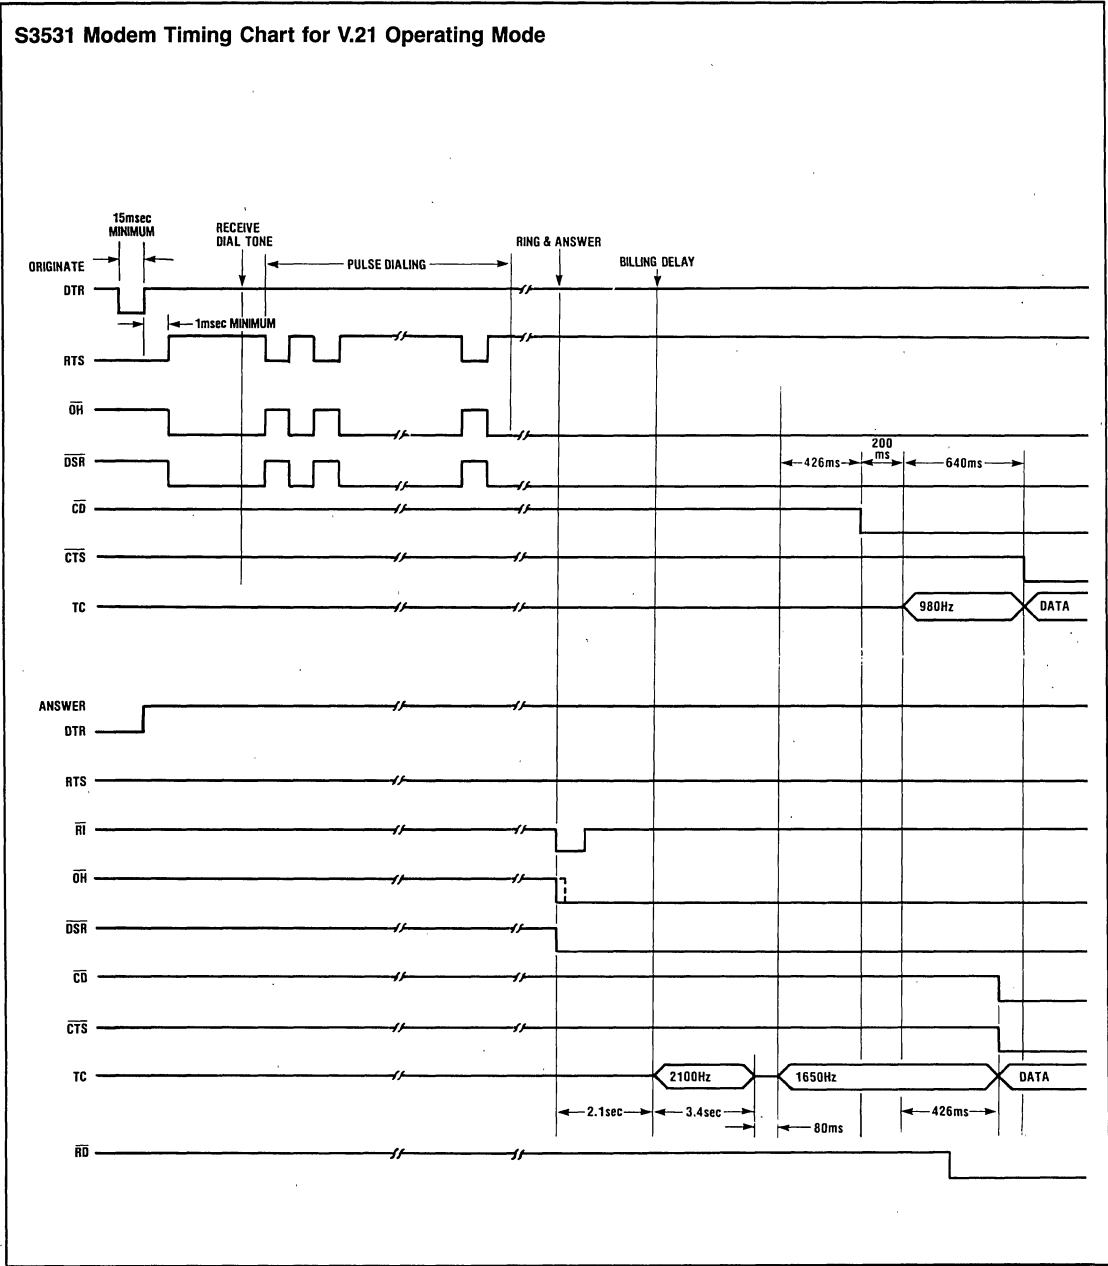 S3531 Modem Timing Chart for V.21 Operating Mode
15msec
MINIMUM
RECEIVE
DIAL TONE
RING & ANSWER
BILLING DELAY
PULSE DIALING
ORIGINATE
DTR
1msec MINIMUM
RTS
OH
200
ms
DSR
426ms
640ms
CD
CTS
TC
980Hz
DATA
ANSWER
DTR
RTS
RI
OH
DSR
CD
CTS
TC
2100Hz
1650Hz
DATA
2.1sec
3.4sec
426ms
80ms
RD